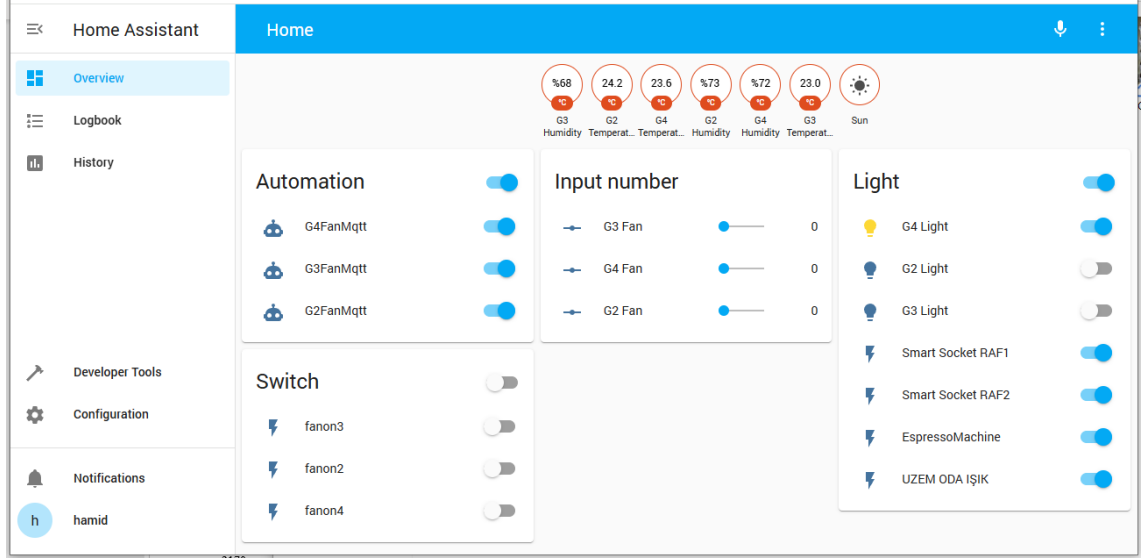 Home Assistant
Home
Overview
Logbook
History
Developer Tools
Configuration
Notifications
h
hamid
%68
°C
G3
Humidity
24.2
°C
G2
Temperat...
23.6
°C
G4
Temperat...
%73
°C
G2
Humidity
%72
°C
G4
Humidity
23.0
°C
G3
Temperat...
Sun
Automation
G4FanMqtt
G3FanMqtt
G2FanMqtt
Switch
fanon3
fanon2
fanon4
Input number
G3 Fan 0
G4 Fan 0
G2 Fan 0
Light
G4 Light
G2 Light
G3 Light
Smart Socket RAF1
Smart Socket RAF2
EspressoMachine
UZEM ODA IŞIK